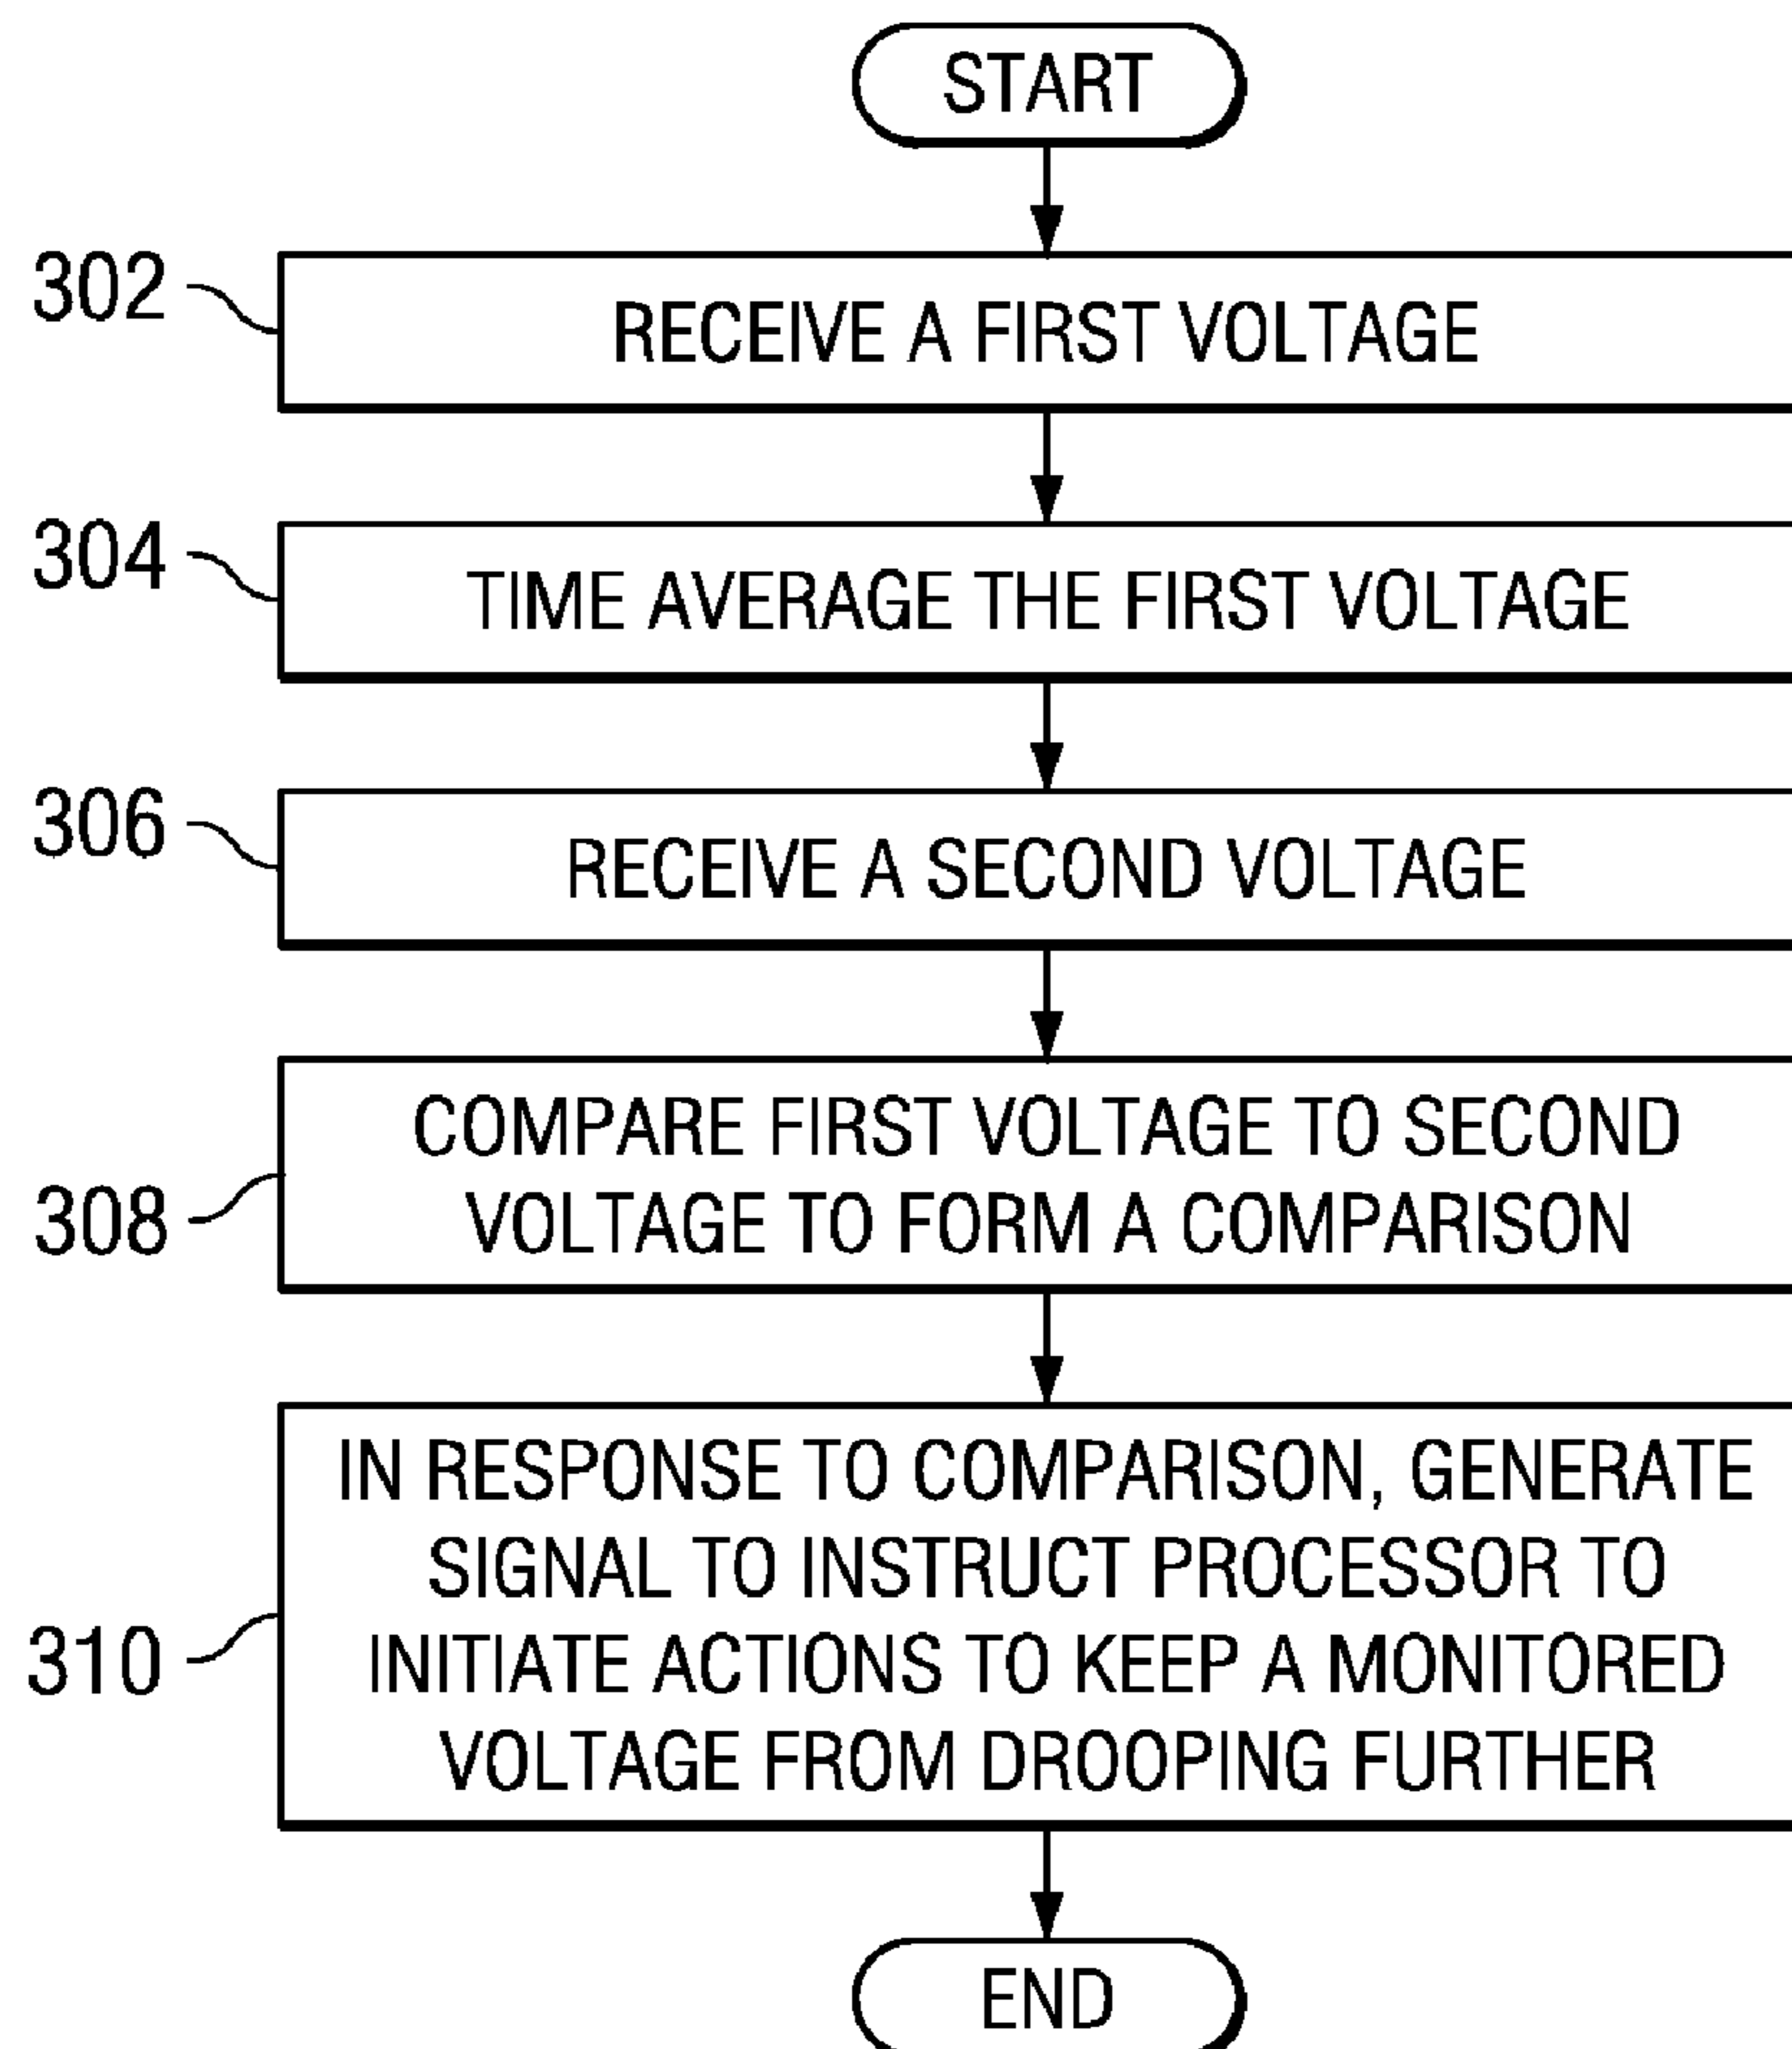 START
302
RECEIVE A FIRST VOLTAGE
304
TIME AVERAGE THE FIRST VOLTAGE
306
RECEIVE A SECOND VOLTAGE
308
COMPARE FIRST VOLTAGE TO SECOND
VOLTAGE TO FORM A COMPARISON
310
IN RESPONSE TO COMPARISON, GENERATE
SIGNAL TO INSTRUCT PROCESSOR TO
INITIATE ACTIONS TO KEEP A MONITORED
VOLTAGE FROM DROOPING FURTHER
END